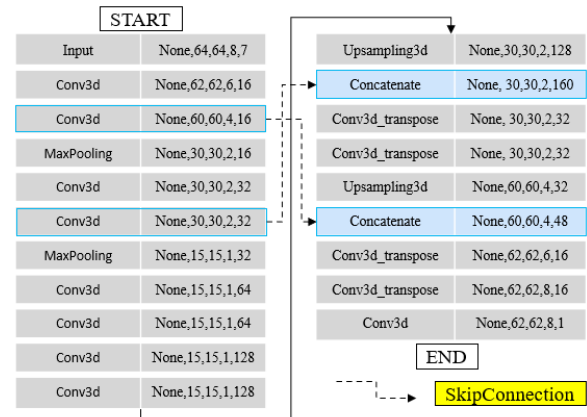 START
Input None,64,64,8,7
Conv3d None,62,62,6,16
Conv3d None,60,60,4,16
MaxPooling None,30,30,2,16
Conv3d None,30,30,2,32
Conv3d None,30,30,2,32
MaxPooling None,15,15,1,32
Conv3d None,15,15,1,64
Conv3d None,15,15,1,64
Conv3d None,15,15,1,128
Conv3d None,15,15,1,128
Upsampling3d None,30,30,2,128
Concatenate None, 30,30,2,160
Conv3d_transpose None, 30,30,2,32
Conv3d_transpose None, 30,30,2,32
Upsampling3d None,60,60,4,32
Concatenate None,60,60,4,48
Conv3d_transpose None,62,62,6,16
Conv3d_transpose None,62,62,8,16
Conv3d None,62,62,8,1
END
SkipConnection